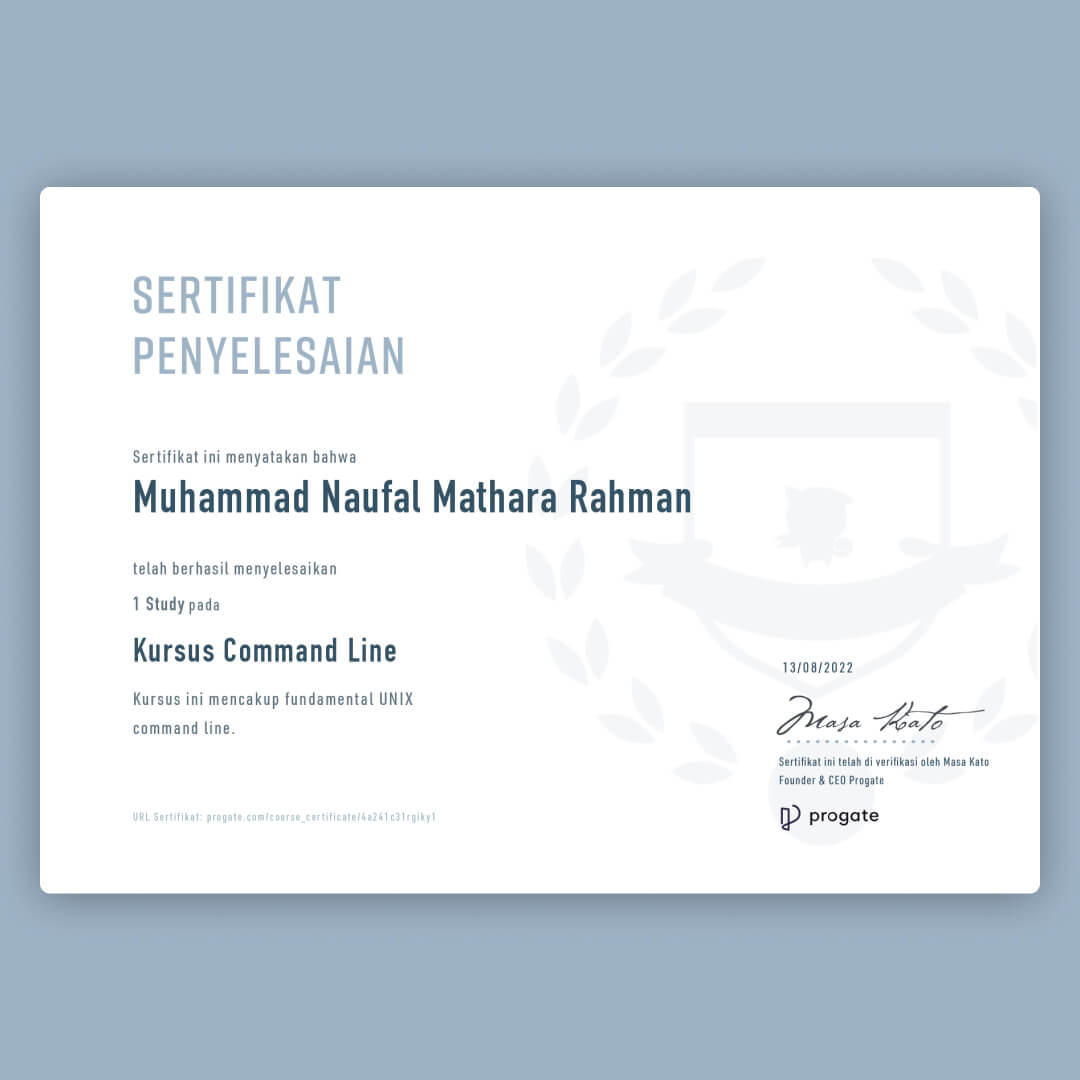 SERTIFIKAT
PENYELESAIAN
Sertifikat ini menyatakan bahwa
Muhammad Naufal Mathara Rahman
telah berhasil menyelesaikan
1 Study pada
Kursus Command Line
Kursus ini mencakup fundamental UNIX
command line.
13/08/2022
Masa Kato
Sertifikat ini telah di verifikasi oleh Masa Kato
Founder & CEO Progate
progate
URL Sertifikat: progate.com/course_certificate/4a241c31rgiky1